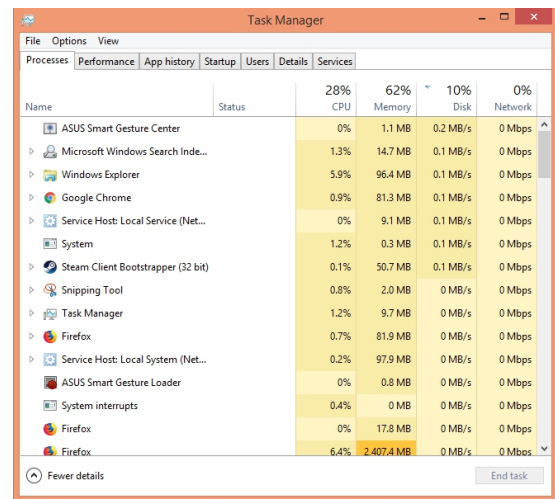 Task Manager
File Options View
Processes Performance App history Startup Users Details Services
28% 62% 10% 0%
Name Status CPU Memory Disk Network
ASUS Smart Gesture Center 0% 1.1 MB 0.2 MB/s 0 Mbps
Microsoft Windows Search Inde... 1.3% 14.7 MB 0.1 MB/s 0 Mbps
Windows Explorer 5.9% 96.4 MB 0.1 MB/s 0 Mbps
Google Chrome 0.9% 81.3 MB 0.1 MB/s 0 Mbps
Service Host: Local Service (Net... 0% 9.1 MB 0.1 MB/s 0 Mbps
System 1.2% 0.3 MB 0.1 MB/s 0 Mbps
Steam Client Bootstrapper (32 bit) 0.1% 50.7 MB 0.1 MB/s 0 Mbps
Snipping Tool 0.8% 2.0 MB 0 MB/s 0 Mbps
Task Manager 1.2% 9.7 MB 0 MB/s 0 Mbps
Firefox 0.7% 81.9 MB 0 MB/s 0 Mbps
Service Host: Local System (Net... 0.2% 97.9 MB 0 MB/s 0 Mbps
ASUS Smart Gesture Loader 0% 0.8 MB 0 MB/s 0 Mbps
System interrupts 0.4% 0 MB 0 MB/s 0 Mbps
Firefox 0% 17.8 MB 0 MB/s 0 Mbps
Firefox 6.4% 2,407.4 MB 0 MB/s 0 Mbps
Fewer details End task